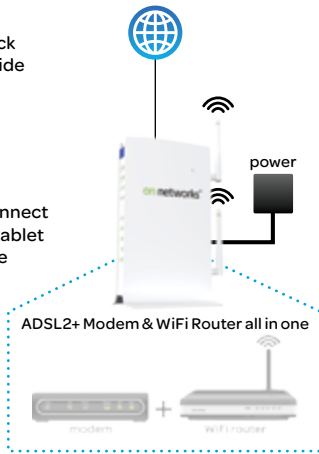 ck
ide
power
on networks
nnect
ablet
e
ADSL2+ Modem & WiFi Router all in one
modem
WiFi router